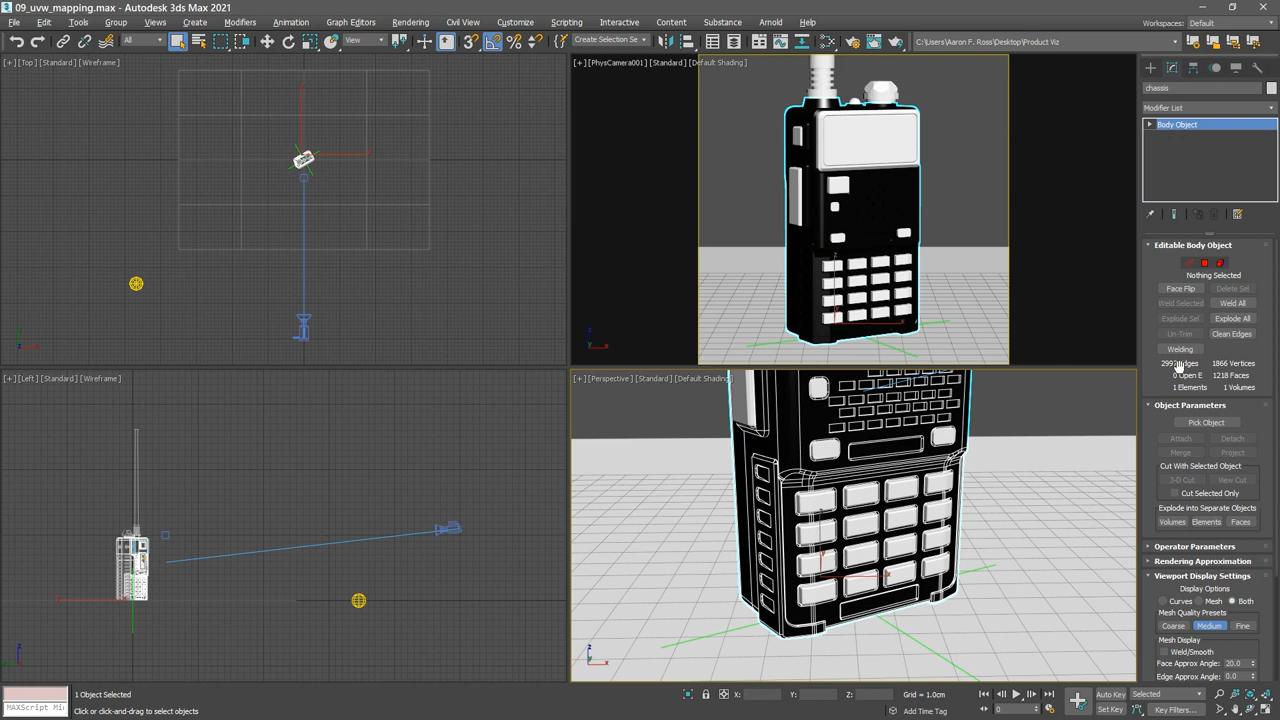 09_uvw_mapping.max - Autodesk 3ds Max 2021
File Edit Tools Group Views Create Modifiers Animation Graph Editors Rendering Civil View Customize Scripting Interactive Content Substance Arnold Help
Workspaces: Default
All View Create Selection Se C:\Users\Aaron F. Ross\Desktop\Product Viz
[+] [Top] [Standard] [Wireframe]
[+] [PhysCamera001] [Standard] [Default Shading]
chassis
Modifier List
Body Object
Editable Body Object
Nothing Selected
Face Flip Delete Sel
Weld Selected Weld All
Explode Sel Explode All
Un-Trim Clean Edges
Welding
1866 Vertices
0 Open E 1218 Faces
1 Elements 1 Volumes
[+] [Left] [Standard] [Wireframe]
[+] [Perspective] [Standard] [Default Shading]
Object Parameters
Pick Object
Attach Detach
Merge Project
Cut With Selected Object
3-D Cut View Cut
Cut Selected Only
Explode into Separate Objects
Volumes Elements Faces
Operator Parameters
Rendering Approximation
Viewport Display Settings
Display Options
Curves Mesh Both
Mesh Quality Presets
Coarse Medium Fine
Mesh Display
Weld/Smooth
Face Approx Angle: 20.0
Edge Approx Angle: 0.0
1 Object Selected
X: Y: Z: Grid = 1.0cm
Auto Key Selected
MAXScript Mi
Click or click-and-drag to select objects
Add Time Tag
0
Set Key Key Filters...